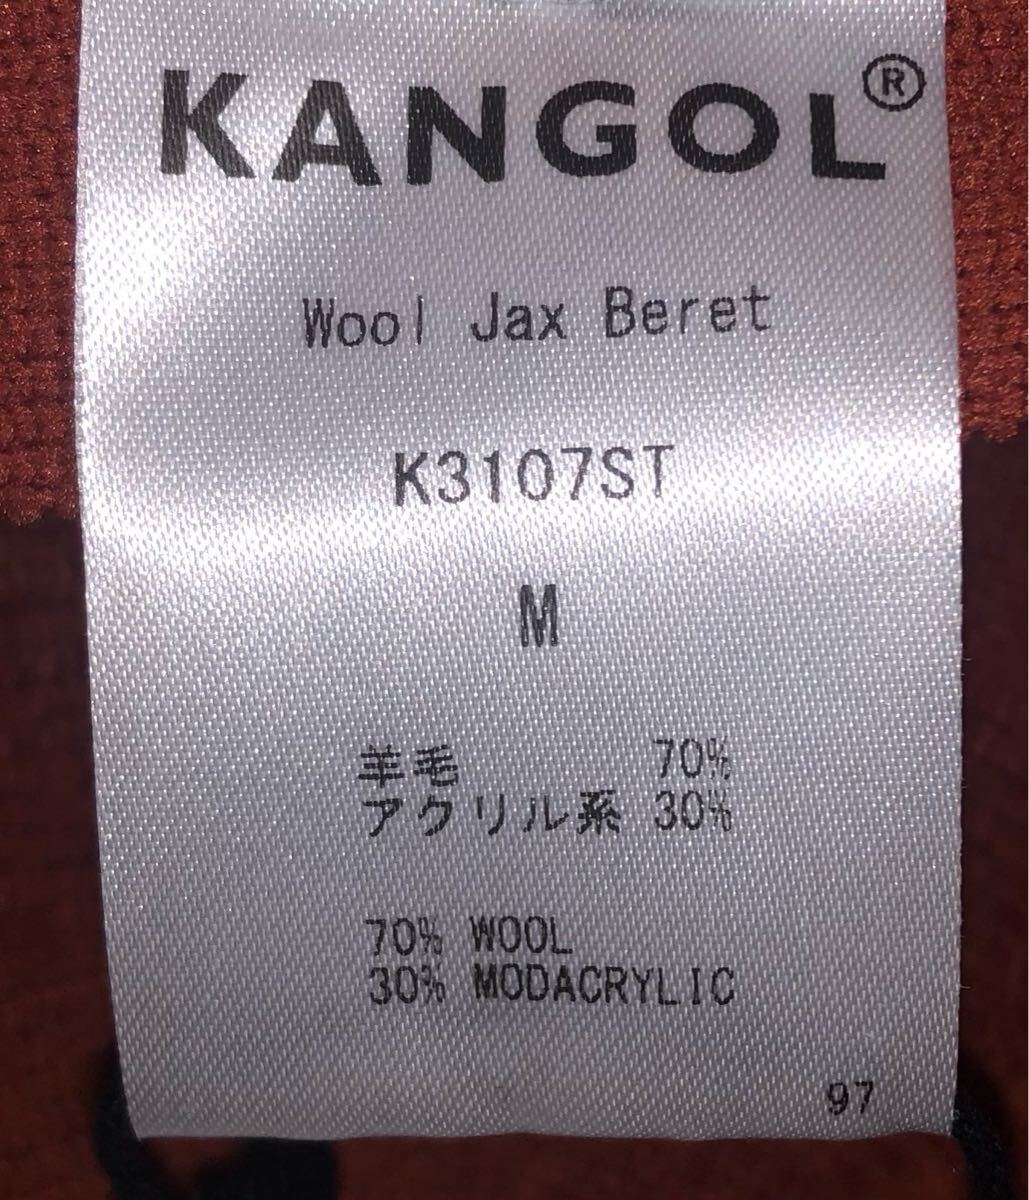 KANGOL®
Wool Jax Beret
K3107ST
M
羊毛 70%
アクリル系 30%
70% WOOL
30% MODACRYLIC
97